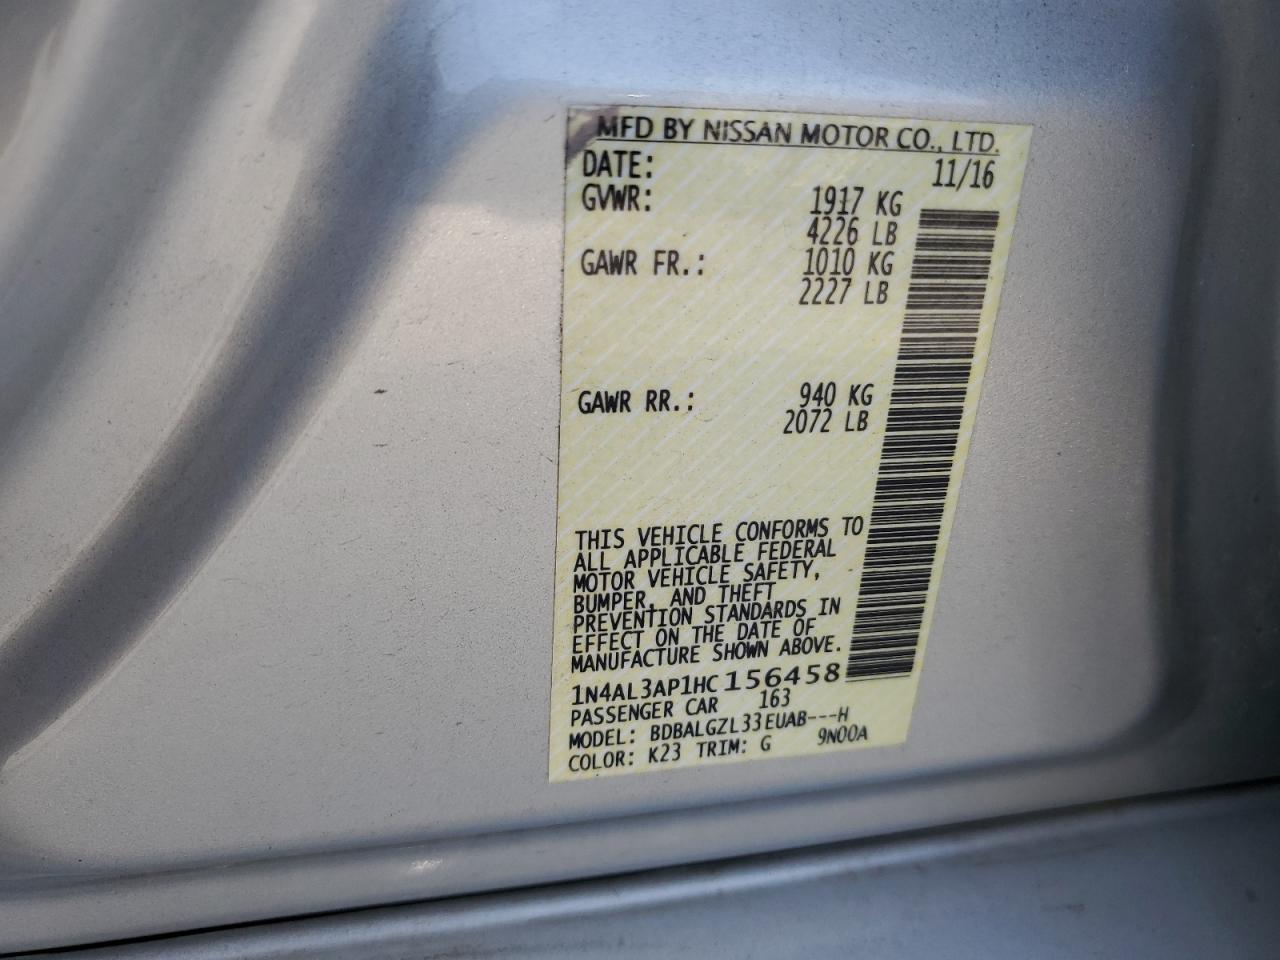 MFD BY NISSAN MOTOR CO., LTD.
DATE: 11/16
GVWR: 1917 KG
4226 LB
GAWR FR.: 1010 KG
2227 LB
GAWR RR.: 940 KG
2072 LB
THIS VEHICLE CONFORMS TO
ALL APPLICABLE FEDERAL
MOTOR VEHICLE SAFETY,
BUMPER, AND THEFT
PREVENTION STANDARDS IN
EFFECT ON THE DATE OF
MANUFACTURE SHOWN ABOVE.
1N4AL3AP1HC156458
PASSENGER CAR 163
MODEL: BDBALGZL33EUAB---H
COLOR: K23 TRIM: G 9N00A